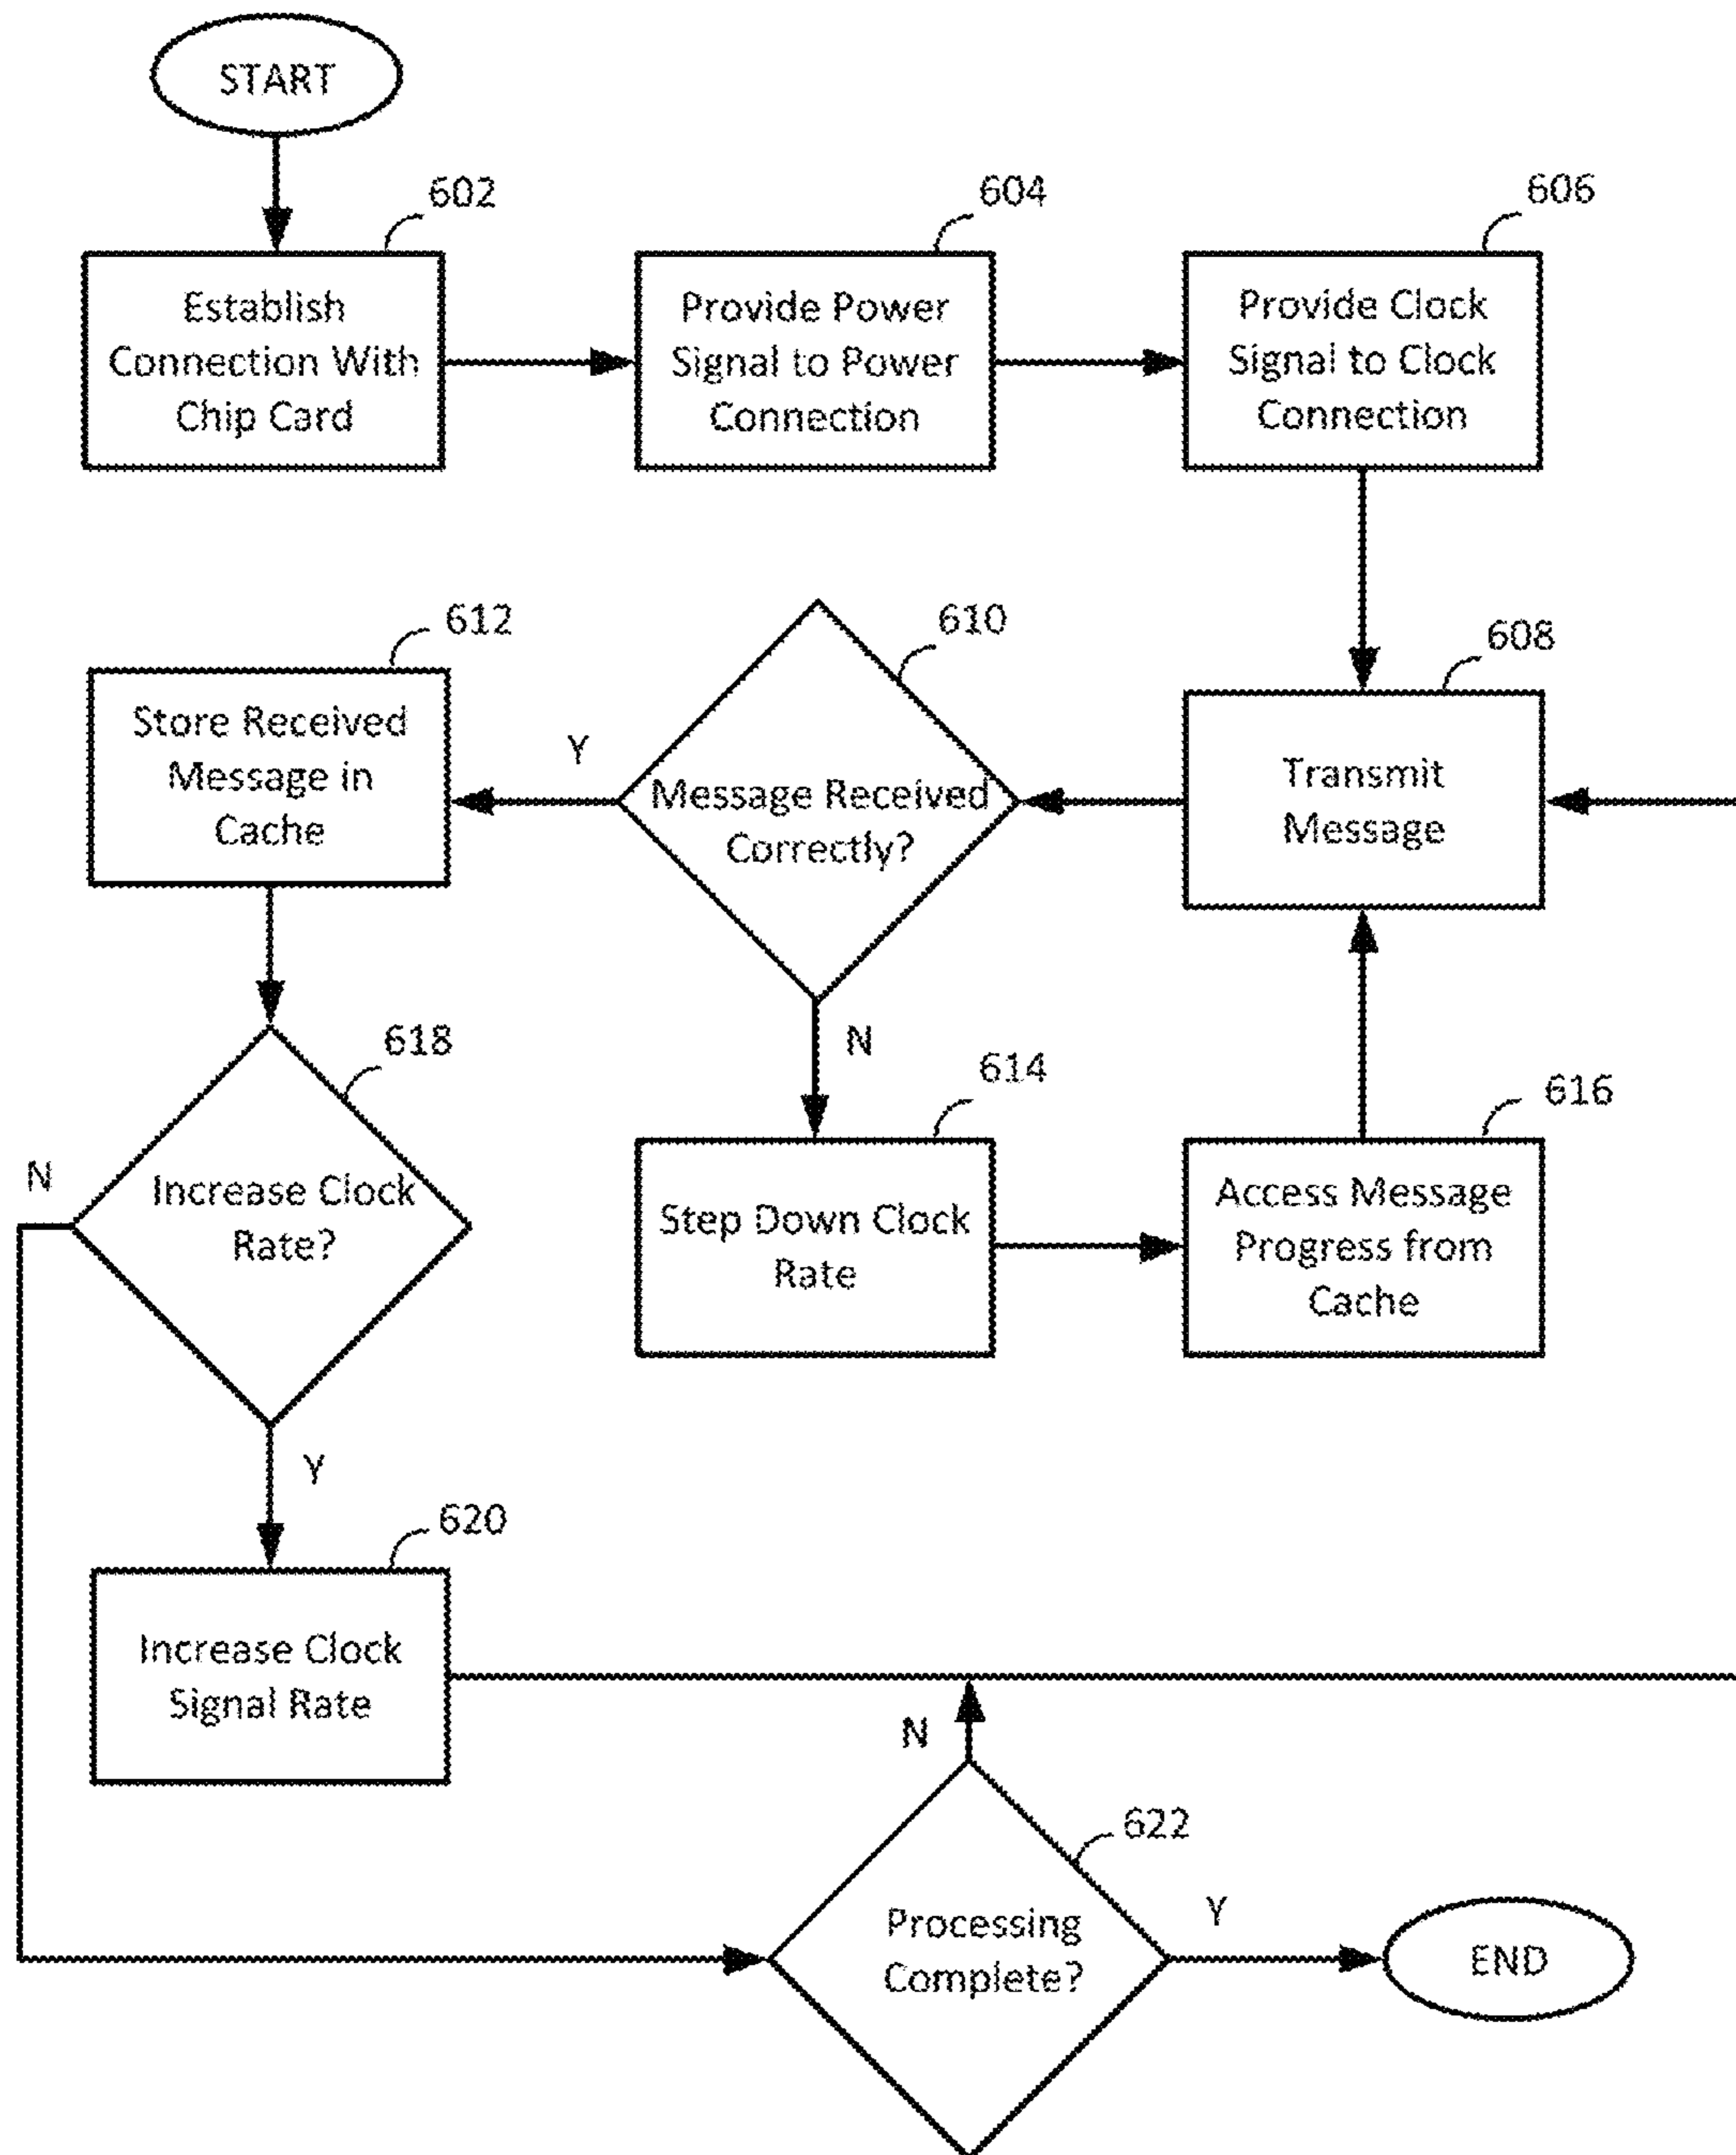 START
602
Establish
Connection With
Chip Card
604
Provide Power
Signal to Power
Connection
606
Provide Clock
Signal to Clock
Connection
612
Store Received
Message in
Cache
Y
610
Message Received
Correctly?
N
608
Transmit
Message
618
Increase Clock
Rate?
N
Y
614
Step Down Clock
Rate
616
Access Message
Progress from
Cache
620
Increase Clock
Signal Rate
N
622
Processing
Complete?
Y
END